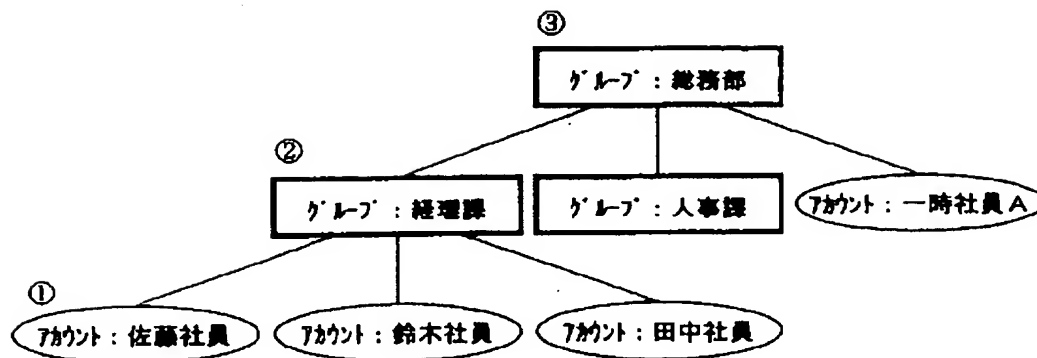 ③
ｸﾞﾙｰﾌﾟ：総務部
②
ｸﾞﾙｰﾌﾟ：経理課
ｸﾞﾙｰﾌﾟ：人事課
ｱｶｳﾝﾄ：一時社員A
①
ｱｶｳﾝﾄ：佐藤社員
ｱｶｳﾝﾄ：鈴木社員
ｱｶｳﾝﾄ：田中社員